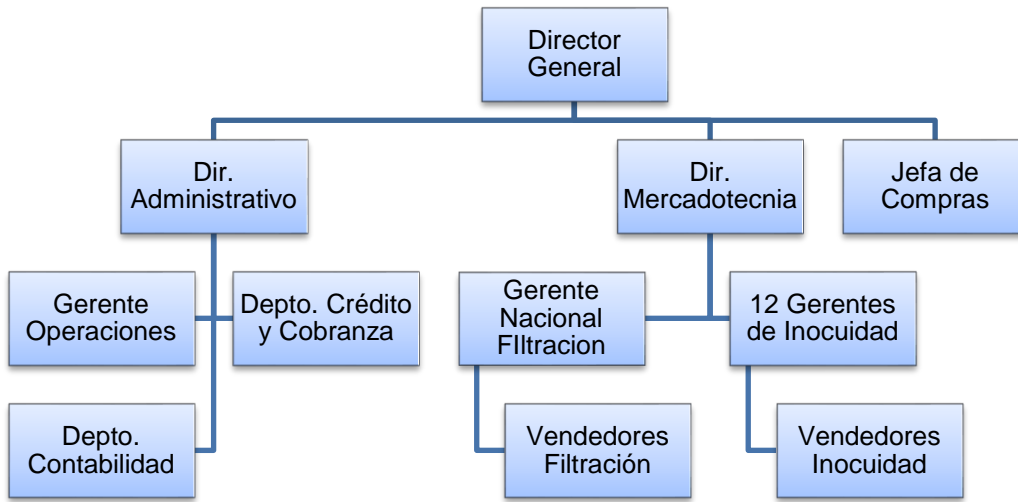 Director
General
Dir.
Administrativo
Dir.
Mercadotecnia
Jefa de
Compras
Gerente
Operaciones
Depto. Crédito
y Cobranza
Gerente
Nacional
FIltracion
12 Gerentes
de Inocuidad
Depto.
Contabilidad
Vendedores
Filtración
Vendedores
Inocuidad